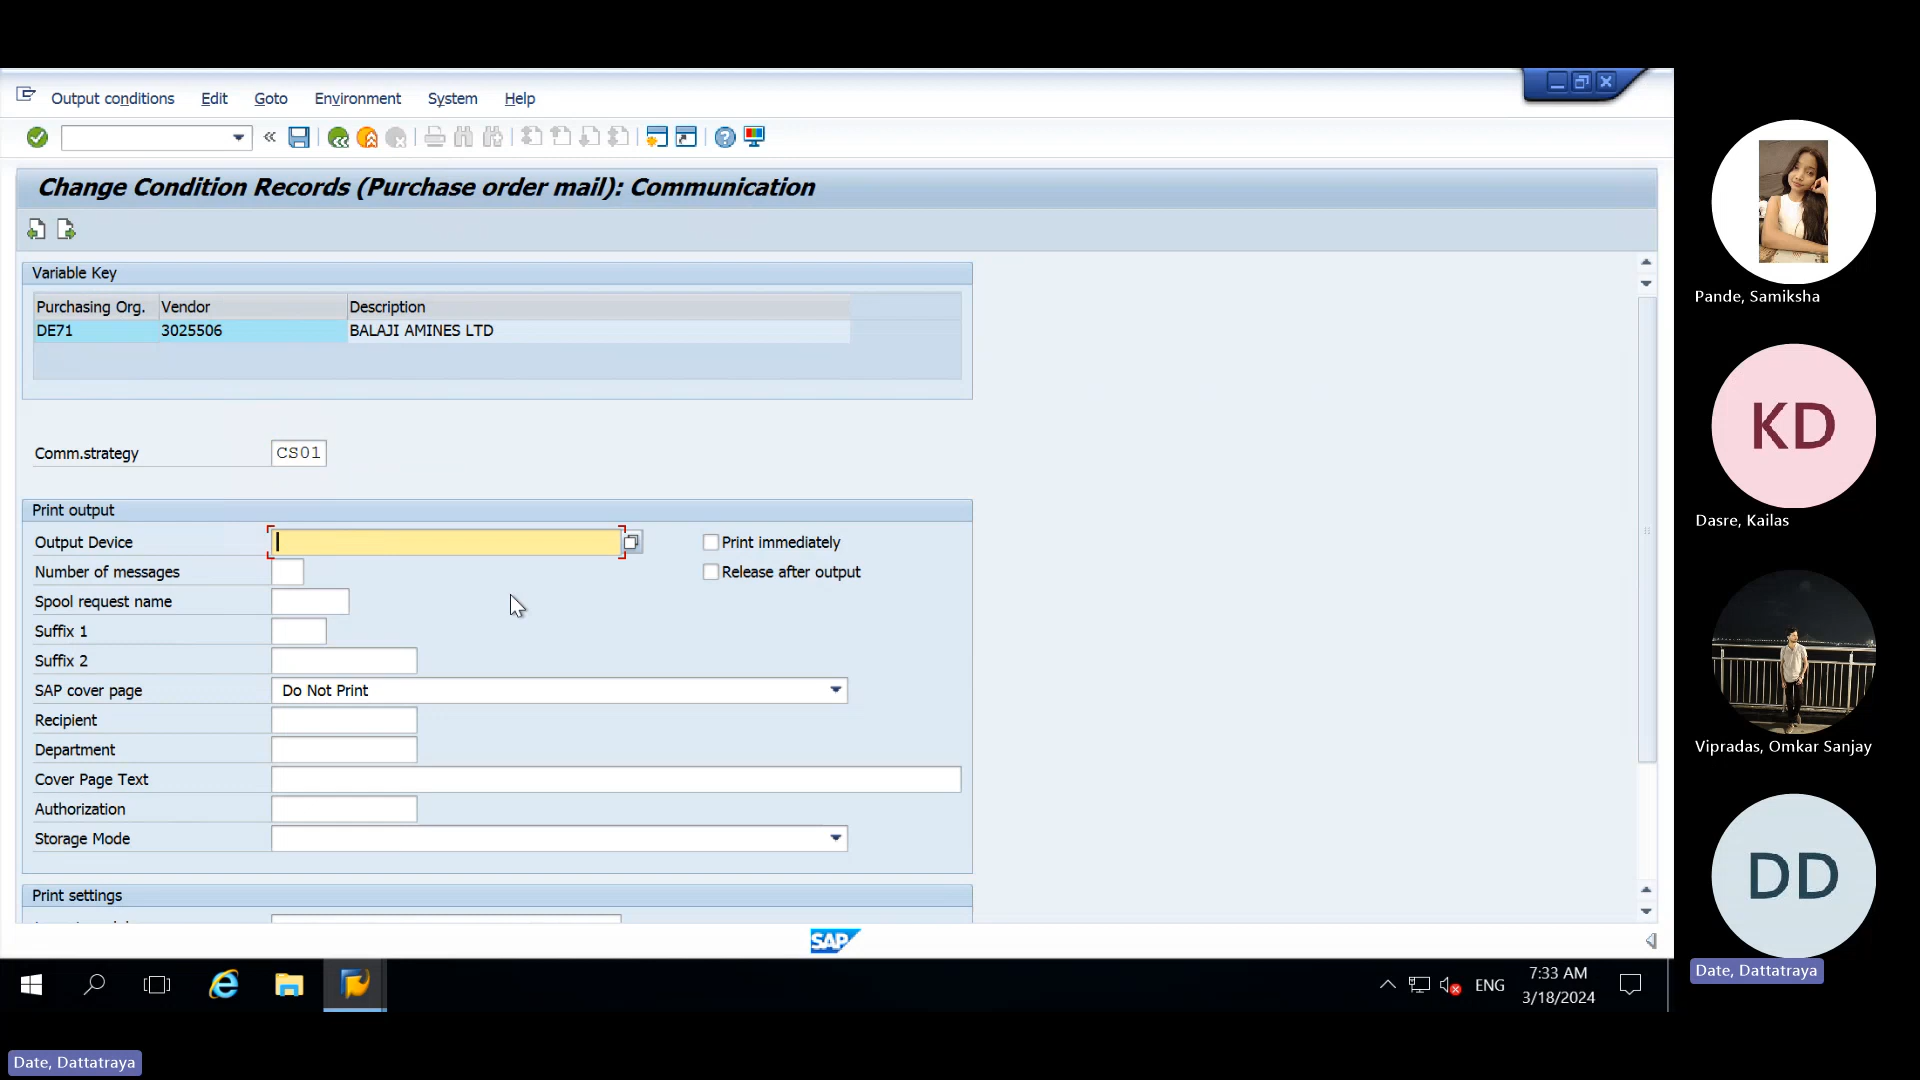 Output conditions Edit Goto Environment System Help
Change Condition Records (Purchase order mail): Communication
Variable Key
Purchasing Org. Vendor Description
DE71 3025506 BALAJI AMINES LTD
Comm.strategy CS01
Print output
Output Device Print immediately
Number of messages Release after output
Spool request name
Suffix 1
Suffix 2
SAP cover page Do Not Print
Recipient
Department
Cover Page Text
Authorization
Storage Mode
Print settings
SAP
ENG 7:33 AM
3/18/2024
Pande, Samiksha
KD
Dasre, Kailas
Vipradas, Omkar Sanjay
DD
Date, Dattatraya
Date, Dattatraya